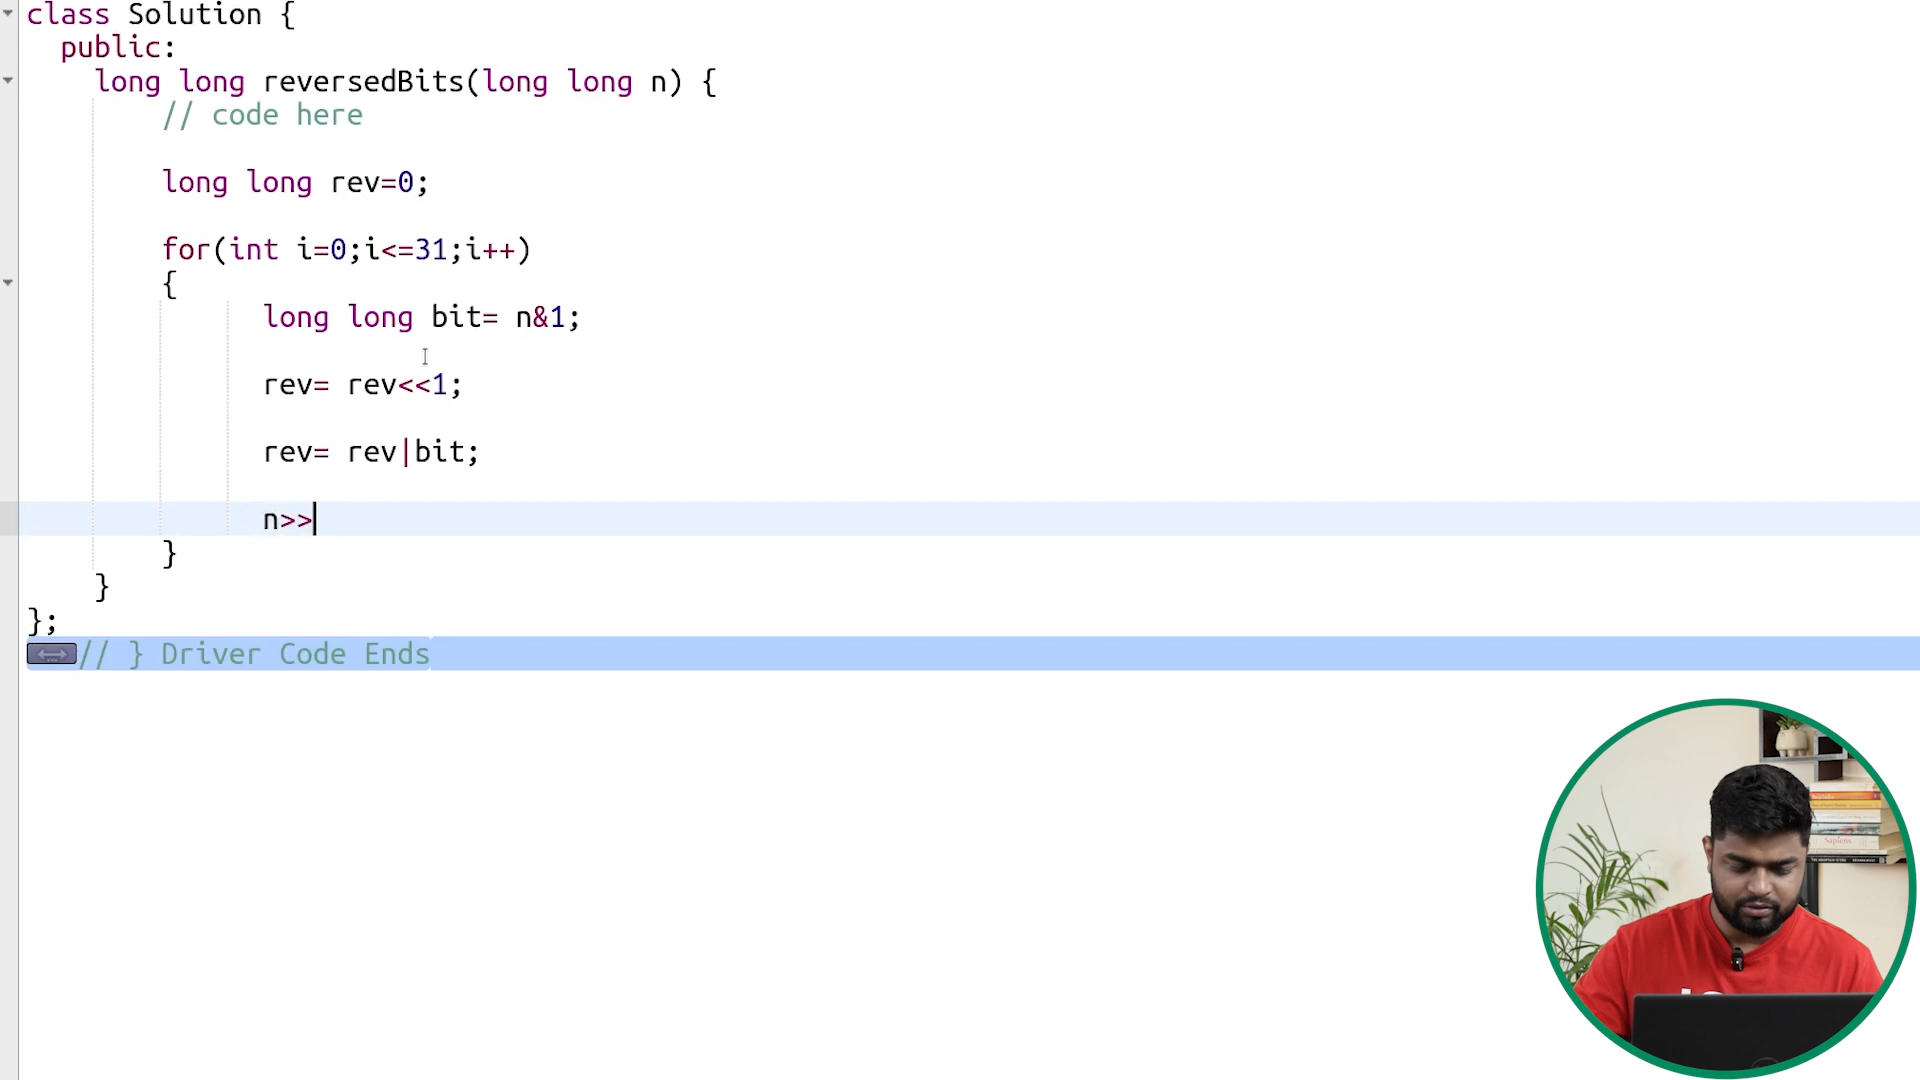 class Solution {
public:
long long reversedBits(long long n) {
// code here
long long rev=0;
for(int i=0;i<=31;i++)
{
long long bit= n&1;
rev= rev<<1;
rev= rev|bit;
n>>
}
}
};
// } Driver Code Ends